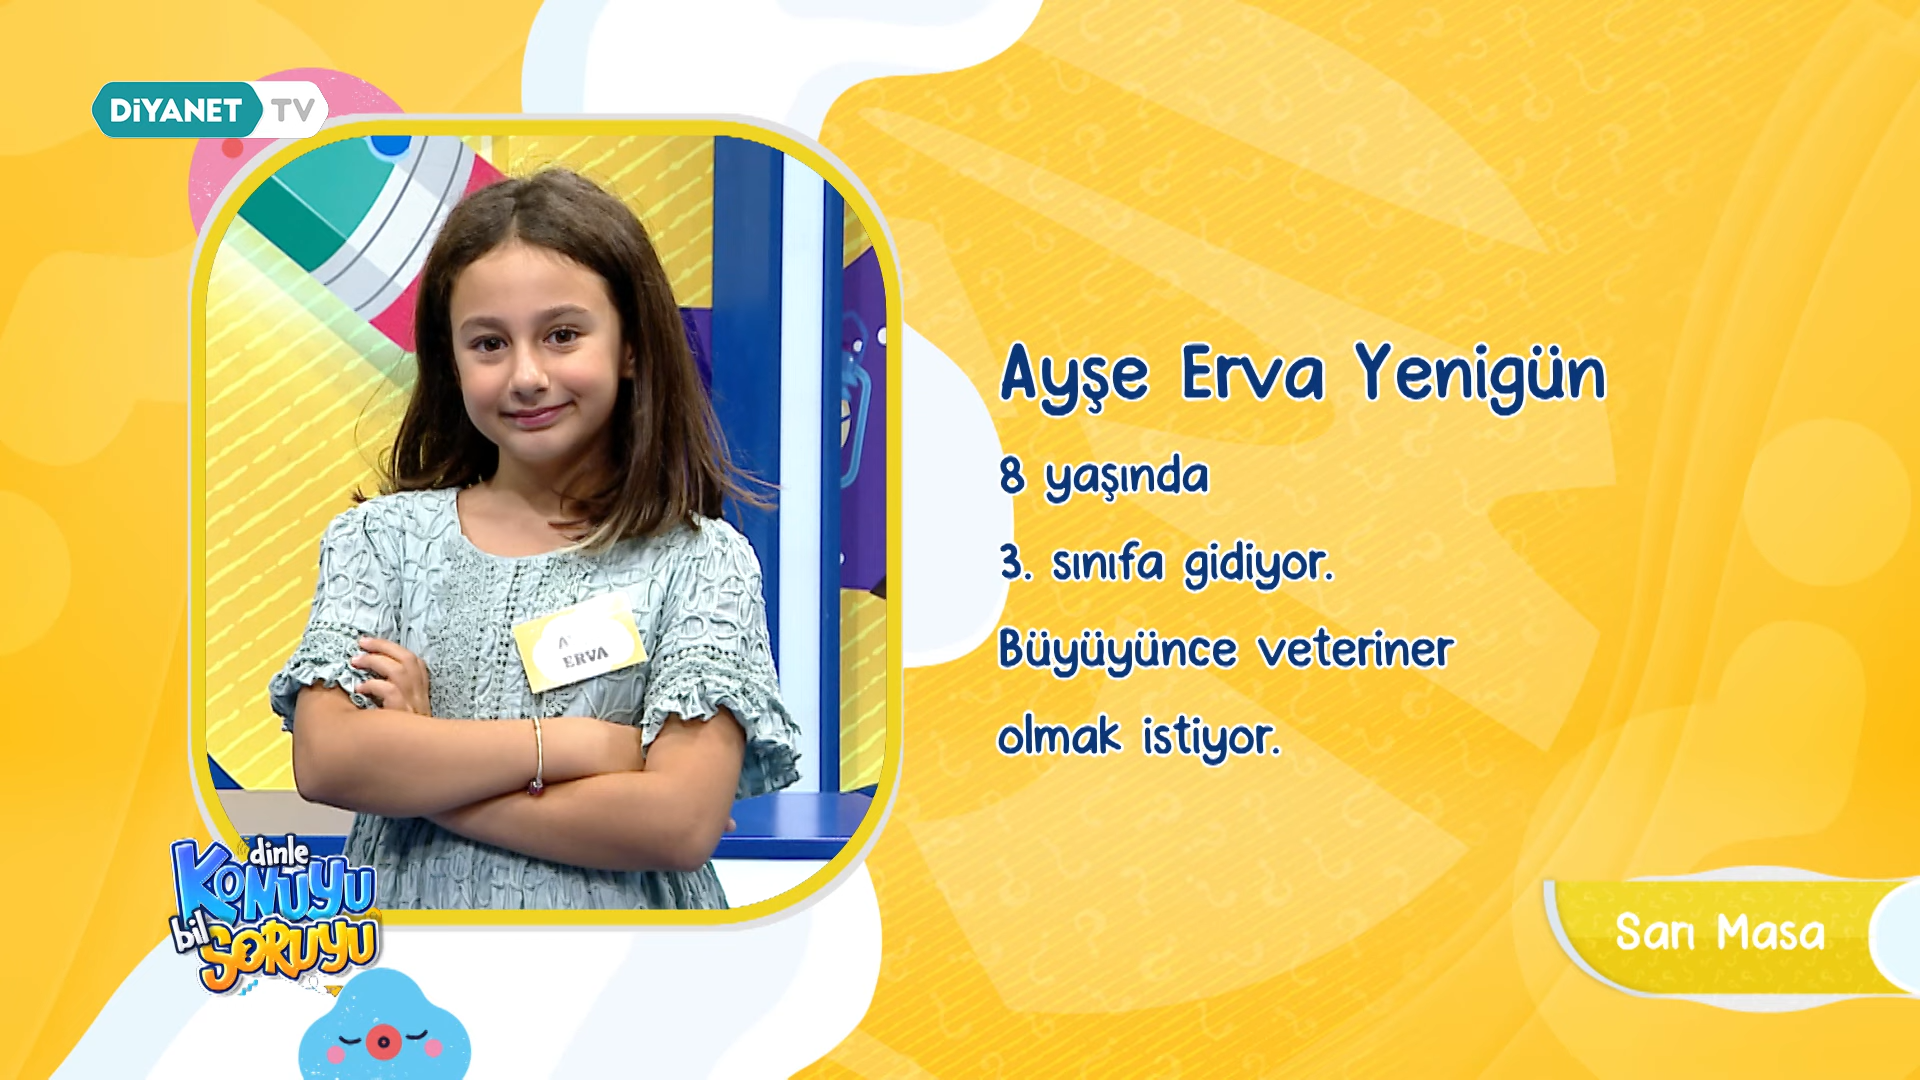 DİYANET TV
Ayşe Erva Yenigün
8 yaşında
3. sınıfa gidiyor.
Büyüyünce veteriner
olmak istiyor.
ERVA
dinle
KONUYU
bil
SORUYU
Sarı Masa